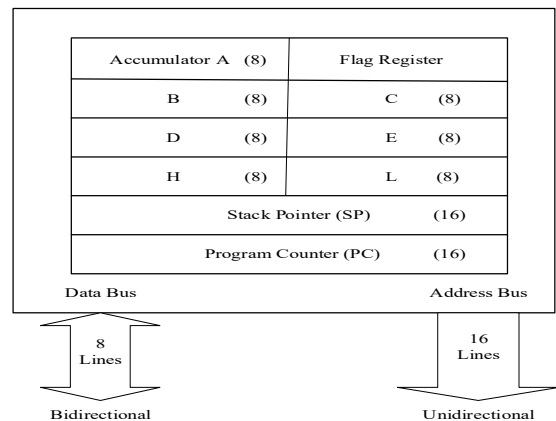 Accumulator A (8) Flag Register
B (8) C (8)
D (8) E (8)
H (8) L (8)
Stack Pointer (SP) (16)
Program Counter (PC) (16)
Data Bus Address Bus
8 Lines
16 Lines
Bidirectional Unidirectional